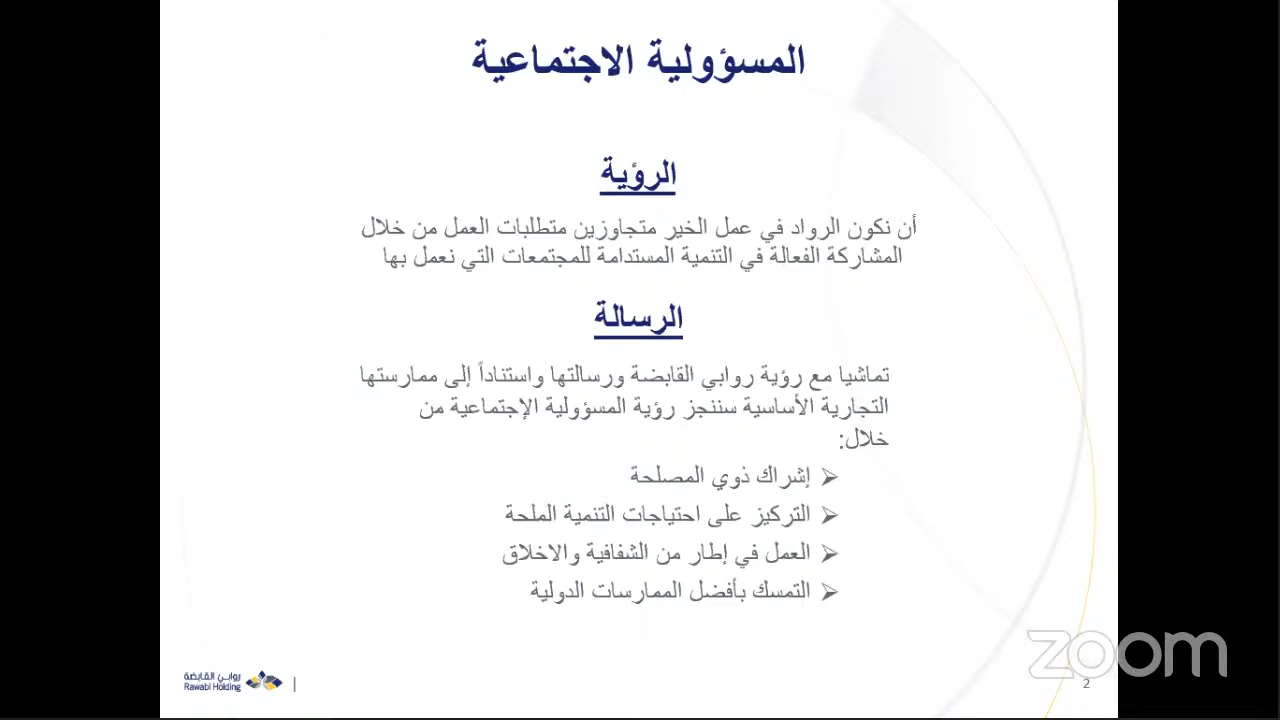 المسؤولية الاجتماعية
الرؤية
أن نكون الرواد في عمل الخير متجاوزين متطلبات العمل من خلال
المشاركة الفعالة في التنمية المستدامة للمجتمعات التي نعمل بها
الرسالة
تماشيا مع رؤية روابي القابضة ورسالتها واستناداً إلى ممارستها
التجارية الأساسية سننجز رؤية المسؤولية الإجتماعية من
خلال:
إشراك ذوي المصلحة
التركيز على احتياجات التنمية الملحة
العمل في إطار من الشفافية والاخلاق
التمسك بأفضل الممارسات الدولية
روابي القابضة
Rawabi Holding
|
2
zoom